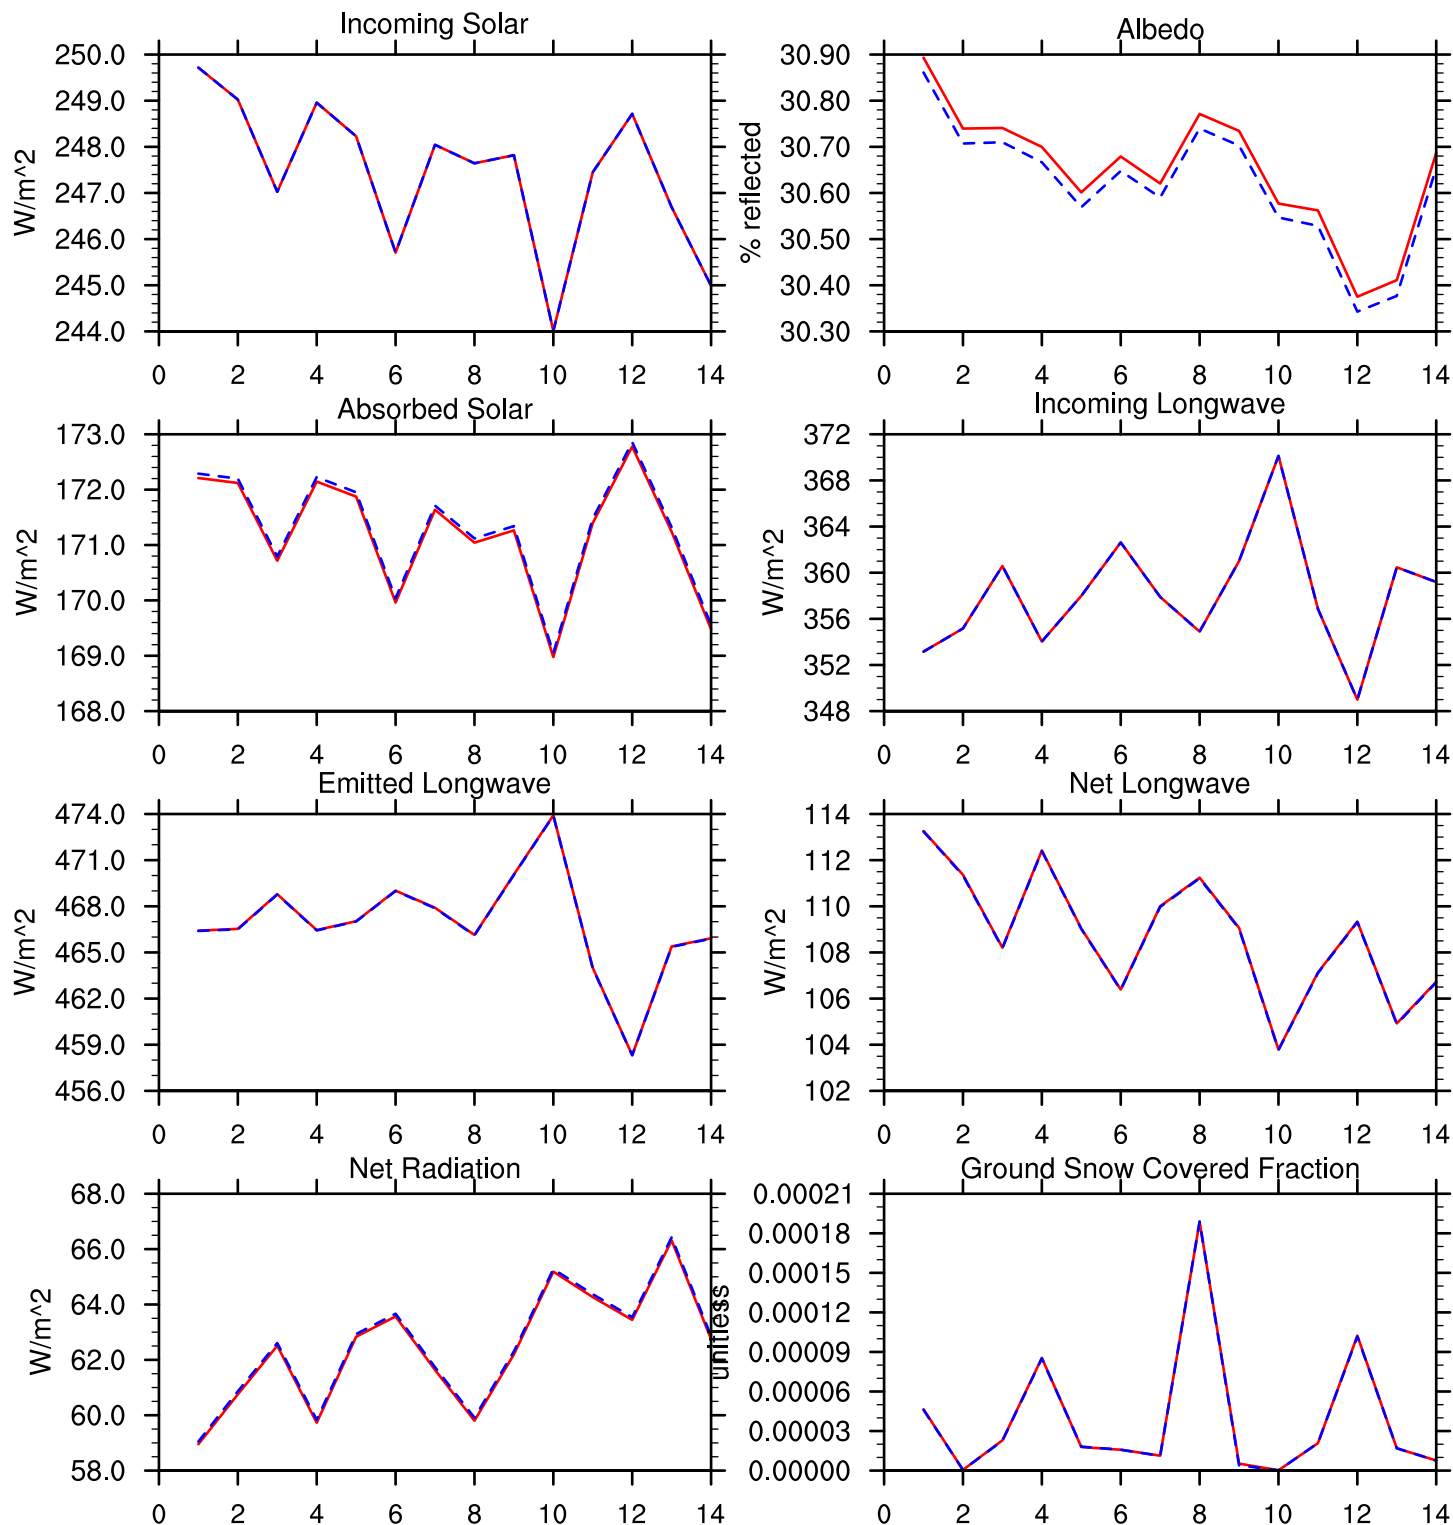 Incoming Solar
250.0
249.0
248.0
247.0
246.0
245.0
244.0
W/m^2
0 2 4 6 8 10 12 14
Albedo
30.90
30.80
30.70
30.60
30.50
30.40
30.30
% reflected
0 2 4 6 8 10 12 14
Absorbed Solar
173.0
172.0
171.0
170.0
169.0
168.0
W/m^2
0 2 4 6 8 10 12 14
Incoming Longwave
372
368
364
360
356
352
348
W/m^2
0 2 4 6 8 10 12 14
Emitted Longwave
474.0
471.0
468.0
465.0
462.0
459.0
456.0
W/m^2
0 2 4 6 8 10 12 14
Net Longwave
114
112
110
108
106
104
102
W/m^2
0 2 4 6 8 10 12 14
Net Radiation
68.0
66.0
64.0
62.0
60.0
58.0
W/m^2
0 2 4 6 8 10 12 14
Ground Snow Covered Fraction
0.00021
0.00018
0.00015
0.00012
0.00009
0.00006
0.00003
0.00000
unitless
0 2 4 6 8 10 12 14